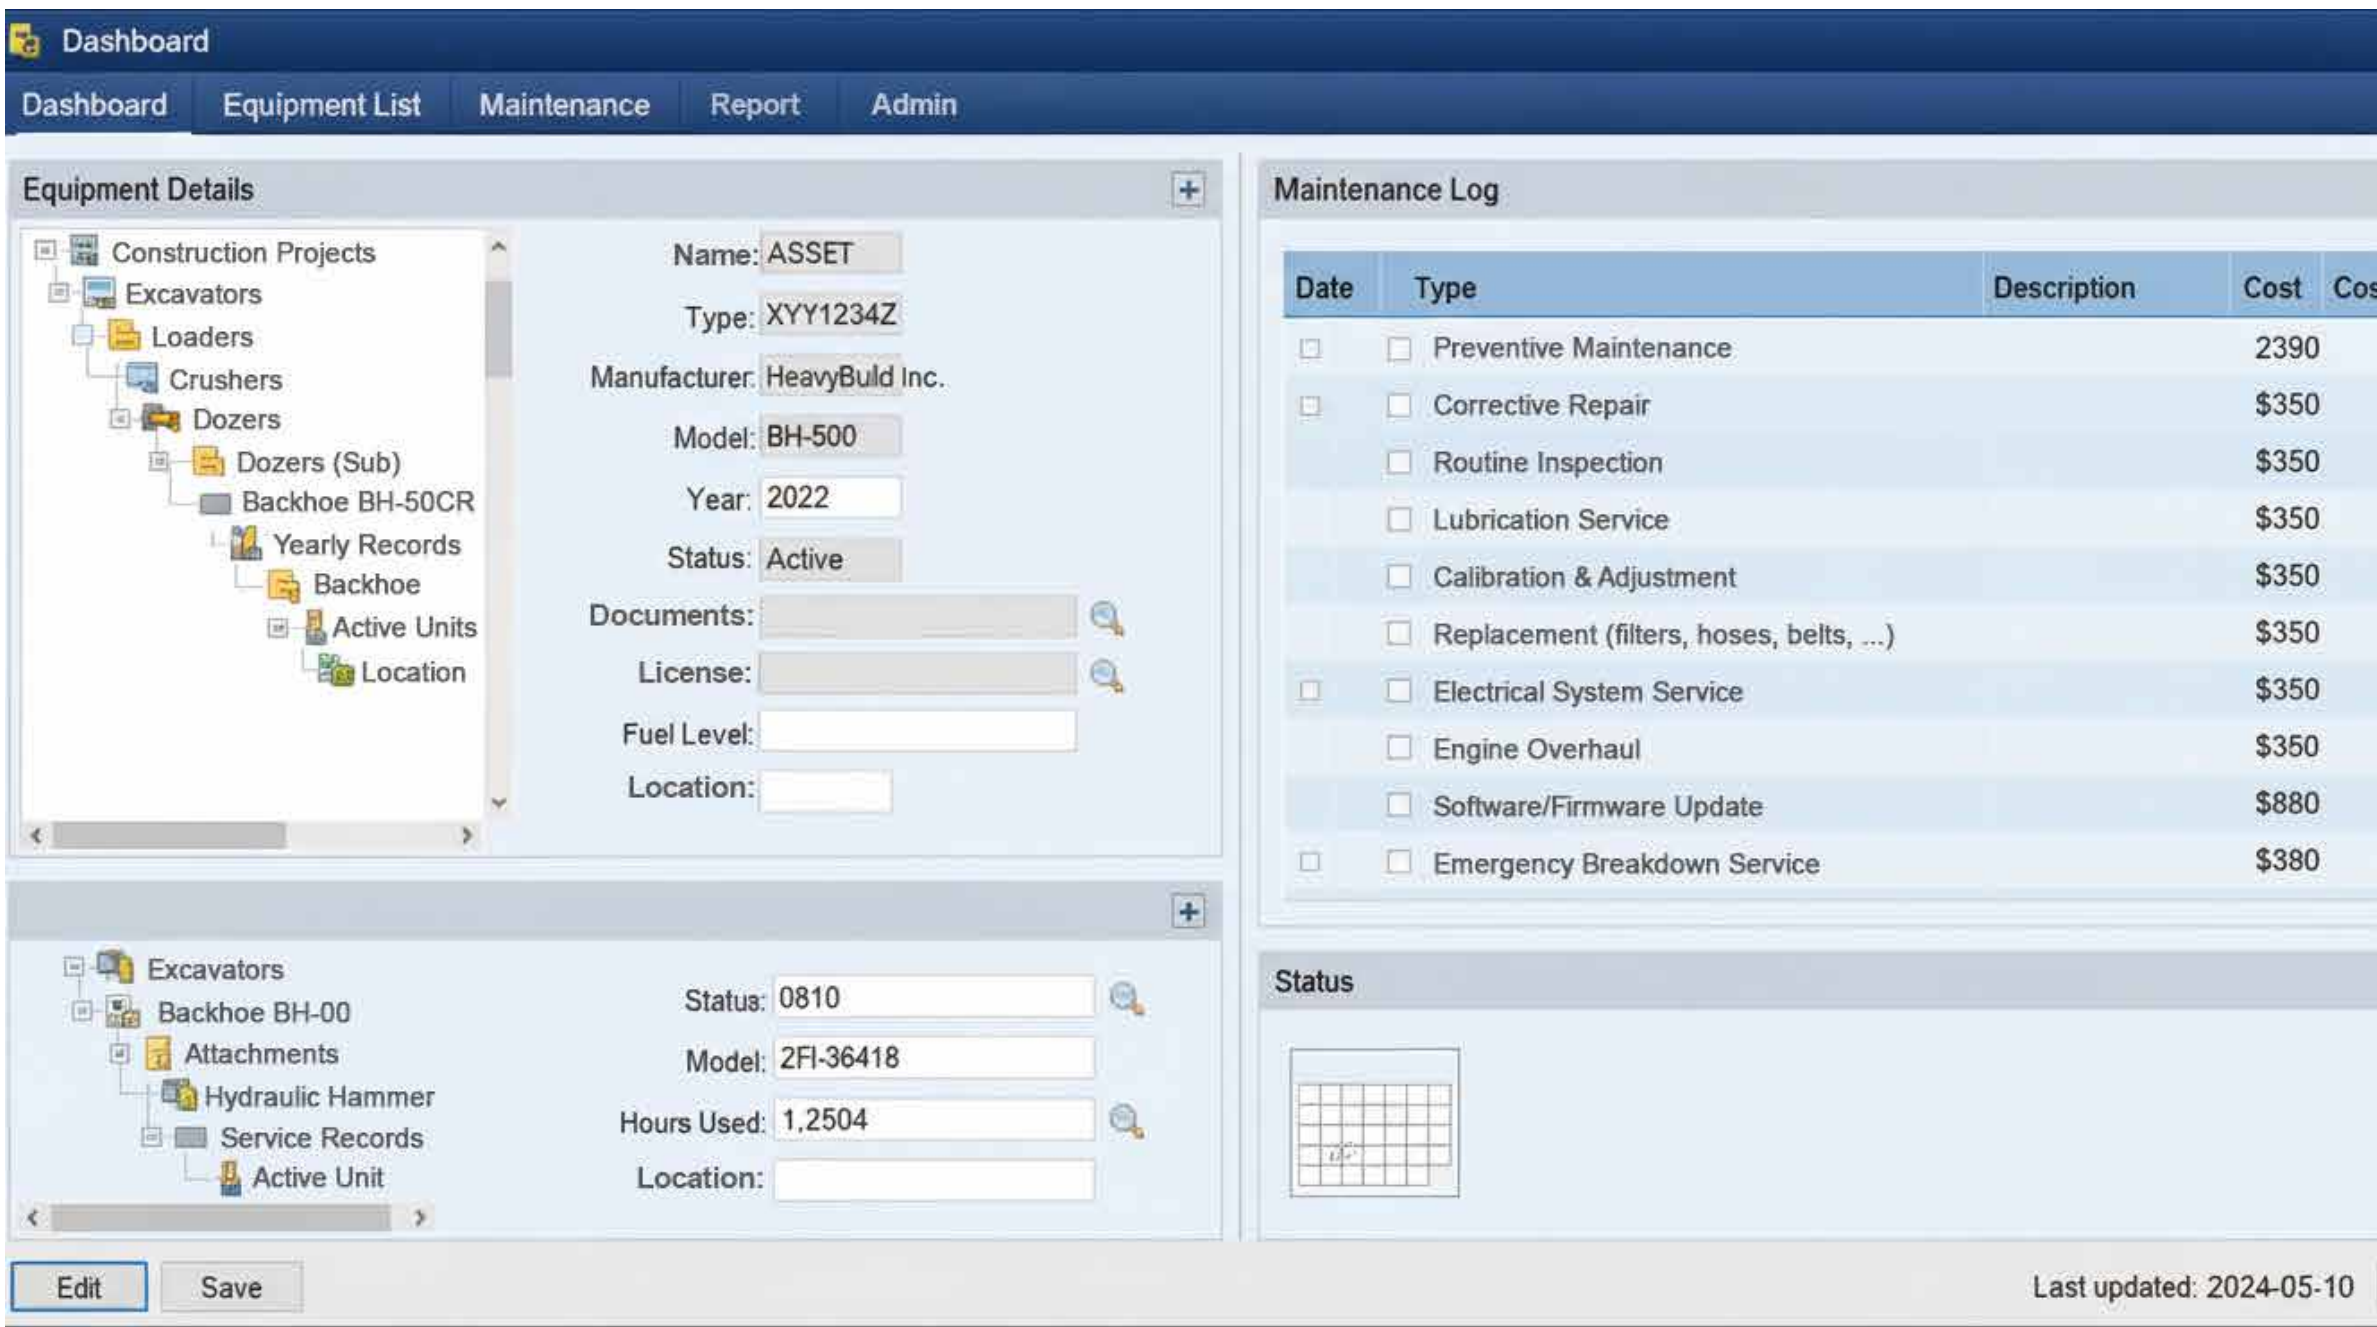 Dashboard
Dashboard Equipment List Maintenance Report Admin
Equipment Details
Construction Projects
Excavators
Loaders
Crushers
Dozers
Dozers (Sub)
Backhoe BH-50CR
Yearly Records
Backhoe
Active Units
Location
Name: ASSET
Type: XYY1234Z
Manufacturer: HeavyBuld Inc.
Model: BH-500
Year: 2022
Status: Active
Documents:
License:
Fuel Level:
Location:
Excavators
Backhoe BH-00
Attachments
Hydraulic Hammer
Service Records
Active Unit
Status: 0810
Model: 2FI-36418
Hours Used: 1,2504
Location:
Maintenance Log
Date Type Description Cost Cos
Preventive Maintenance 2390
Corrective Repair $350
Routine Inspection $350
Lubrication Service $350
Calibration & Adjustment $350
Replacement (filters, hoses, belts, ...) $350
Electrical System Service $350
Engine Overhaul $350
Software/Firmware Update $880
Emergency Breakdown Service $380
Status
Edit Save
Last updated: 2024-05-10